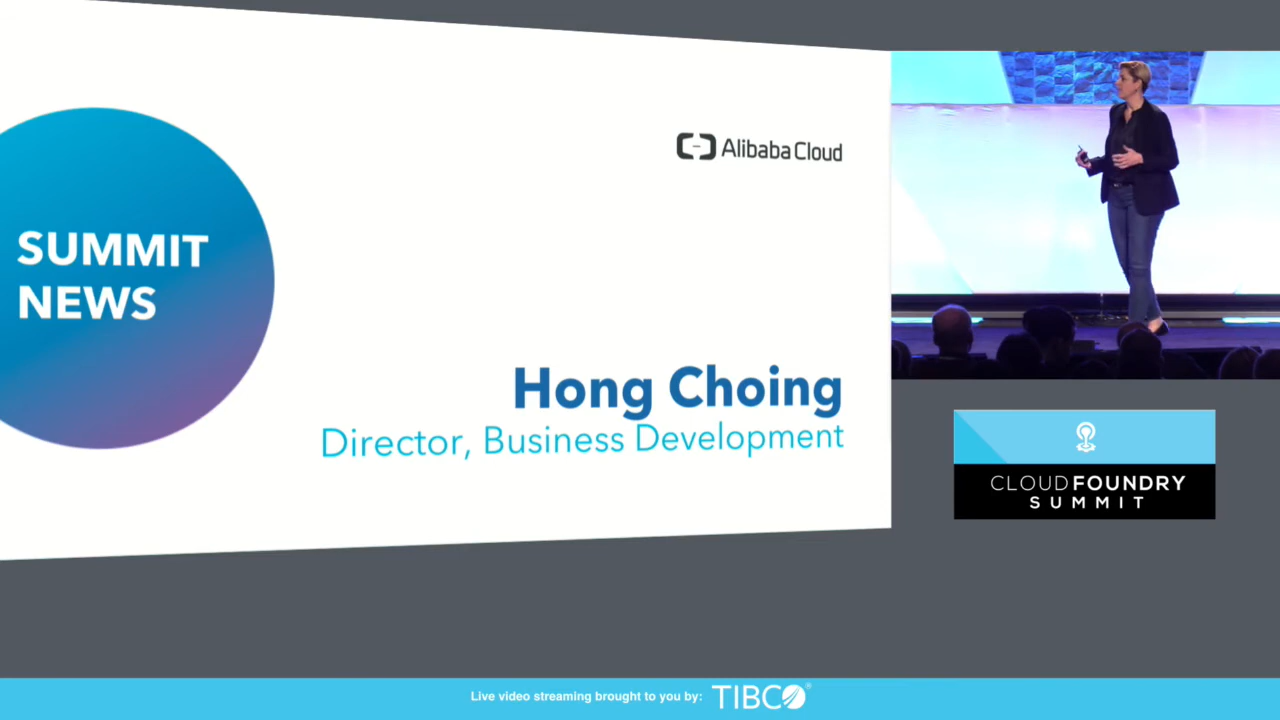 SUMMIT
NEWS
Alibaba Cloud
Hong Choing
Director, Business Development
CLOUDFOUNDRY
SUMMIT
Live video streaming brought to you by: TIBCO®